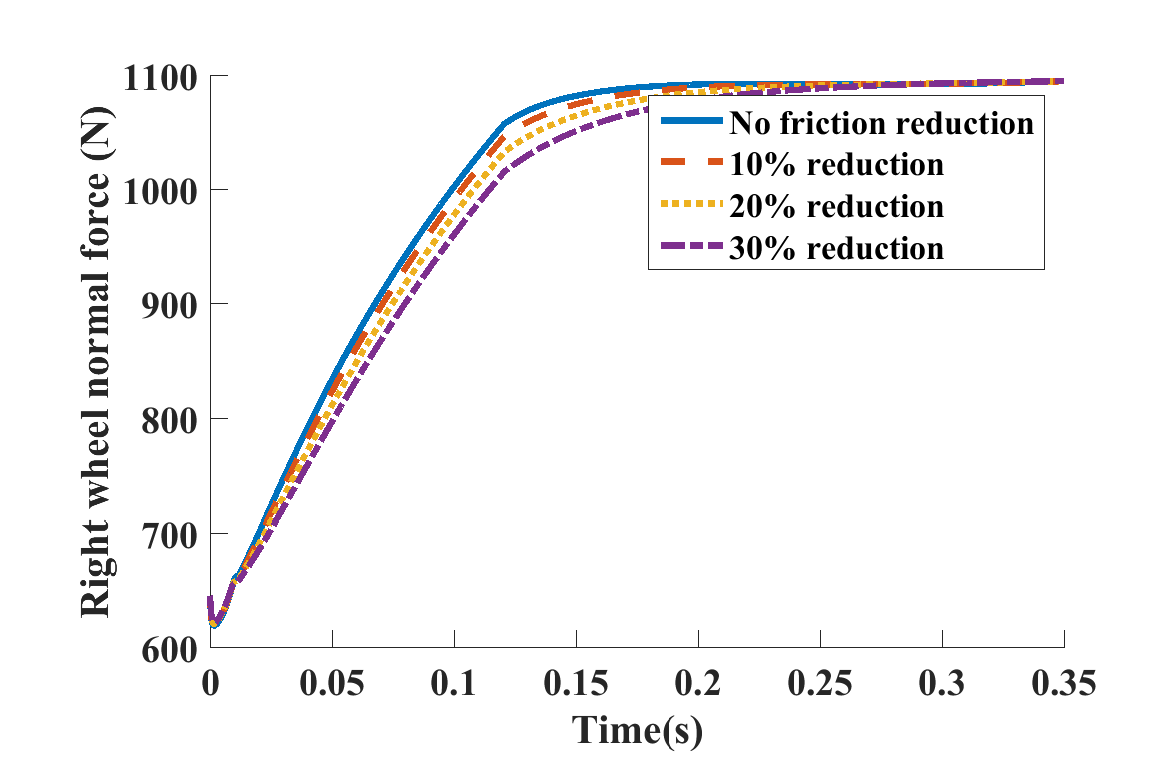 Right wheel normal force (N)
1100
1000
900
800
700
600
No friction reduction
10% reduction
20% reduction
30% reduction
0 0.05 0.1 0.15 0.2 0.25 0.3 0.35
Time(s)